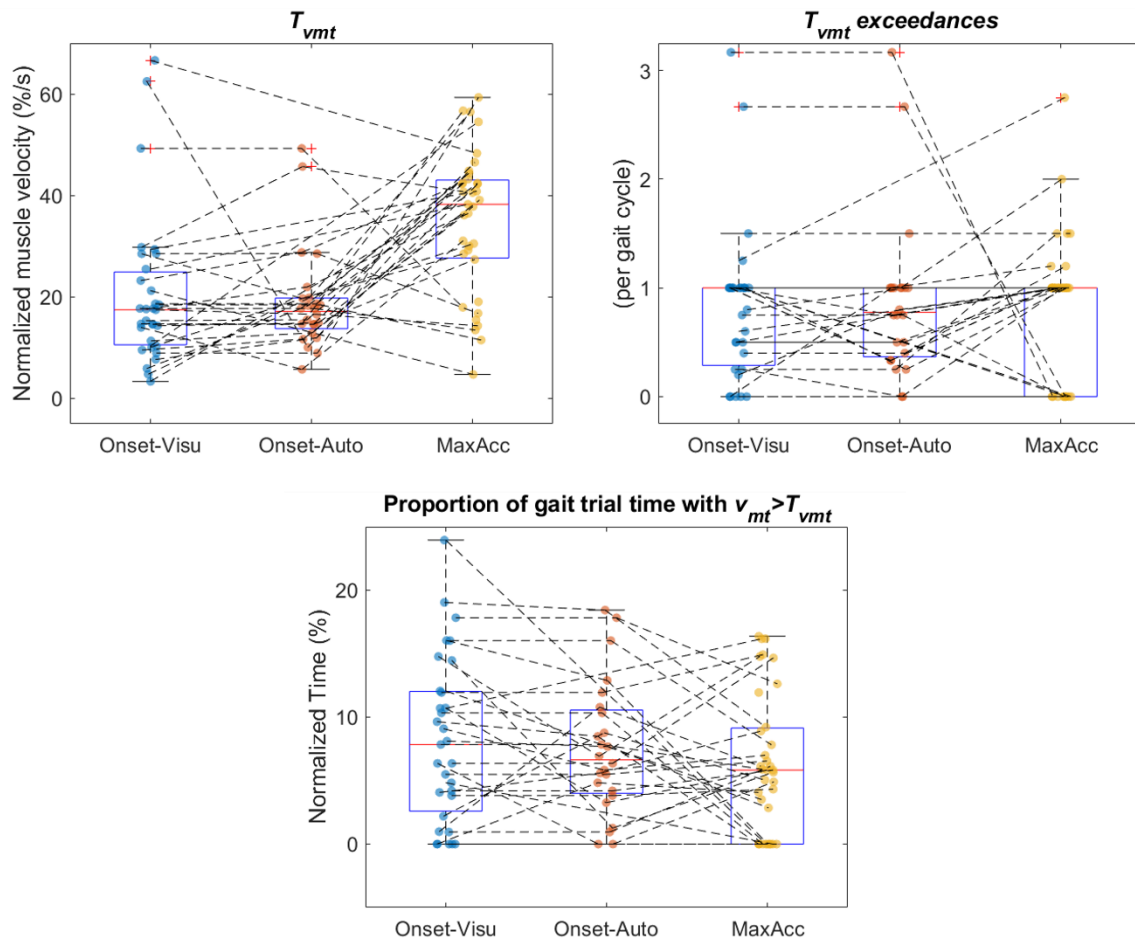 T_vmt
Normalized muscle velocity (%/s)
60
40
20
0
Onset-Visu Onset-Auto MaxAcc
T_vmt exceedances
(per gait cycle)
3
2
1
0
Onset-Visu Onset-Auto MaxAcc
Proportion of gait trial time with v_mt>T_vmt
Normalized Time (%)
20
10
0
Onset-Visu Onset-Auto MaxAcc